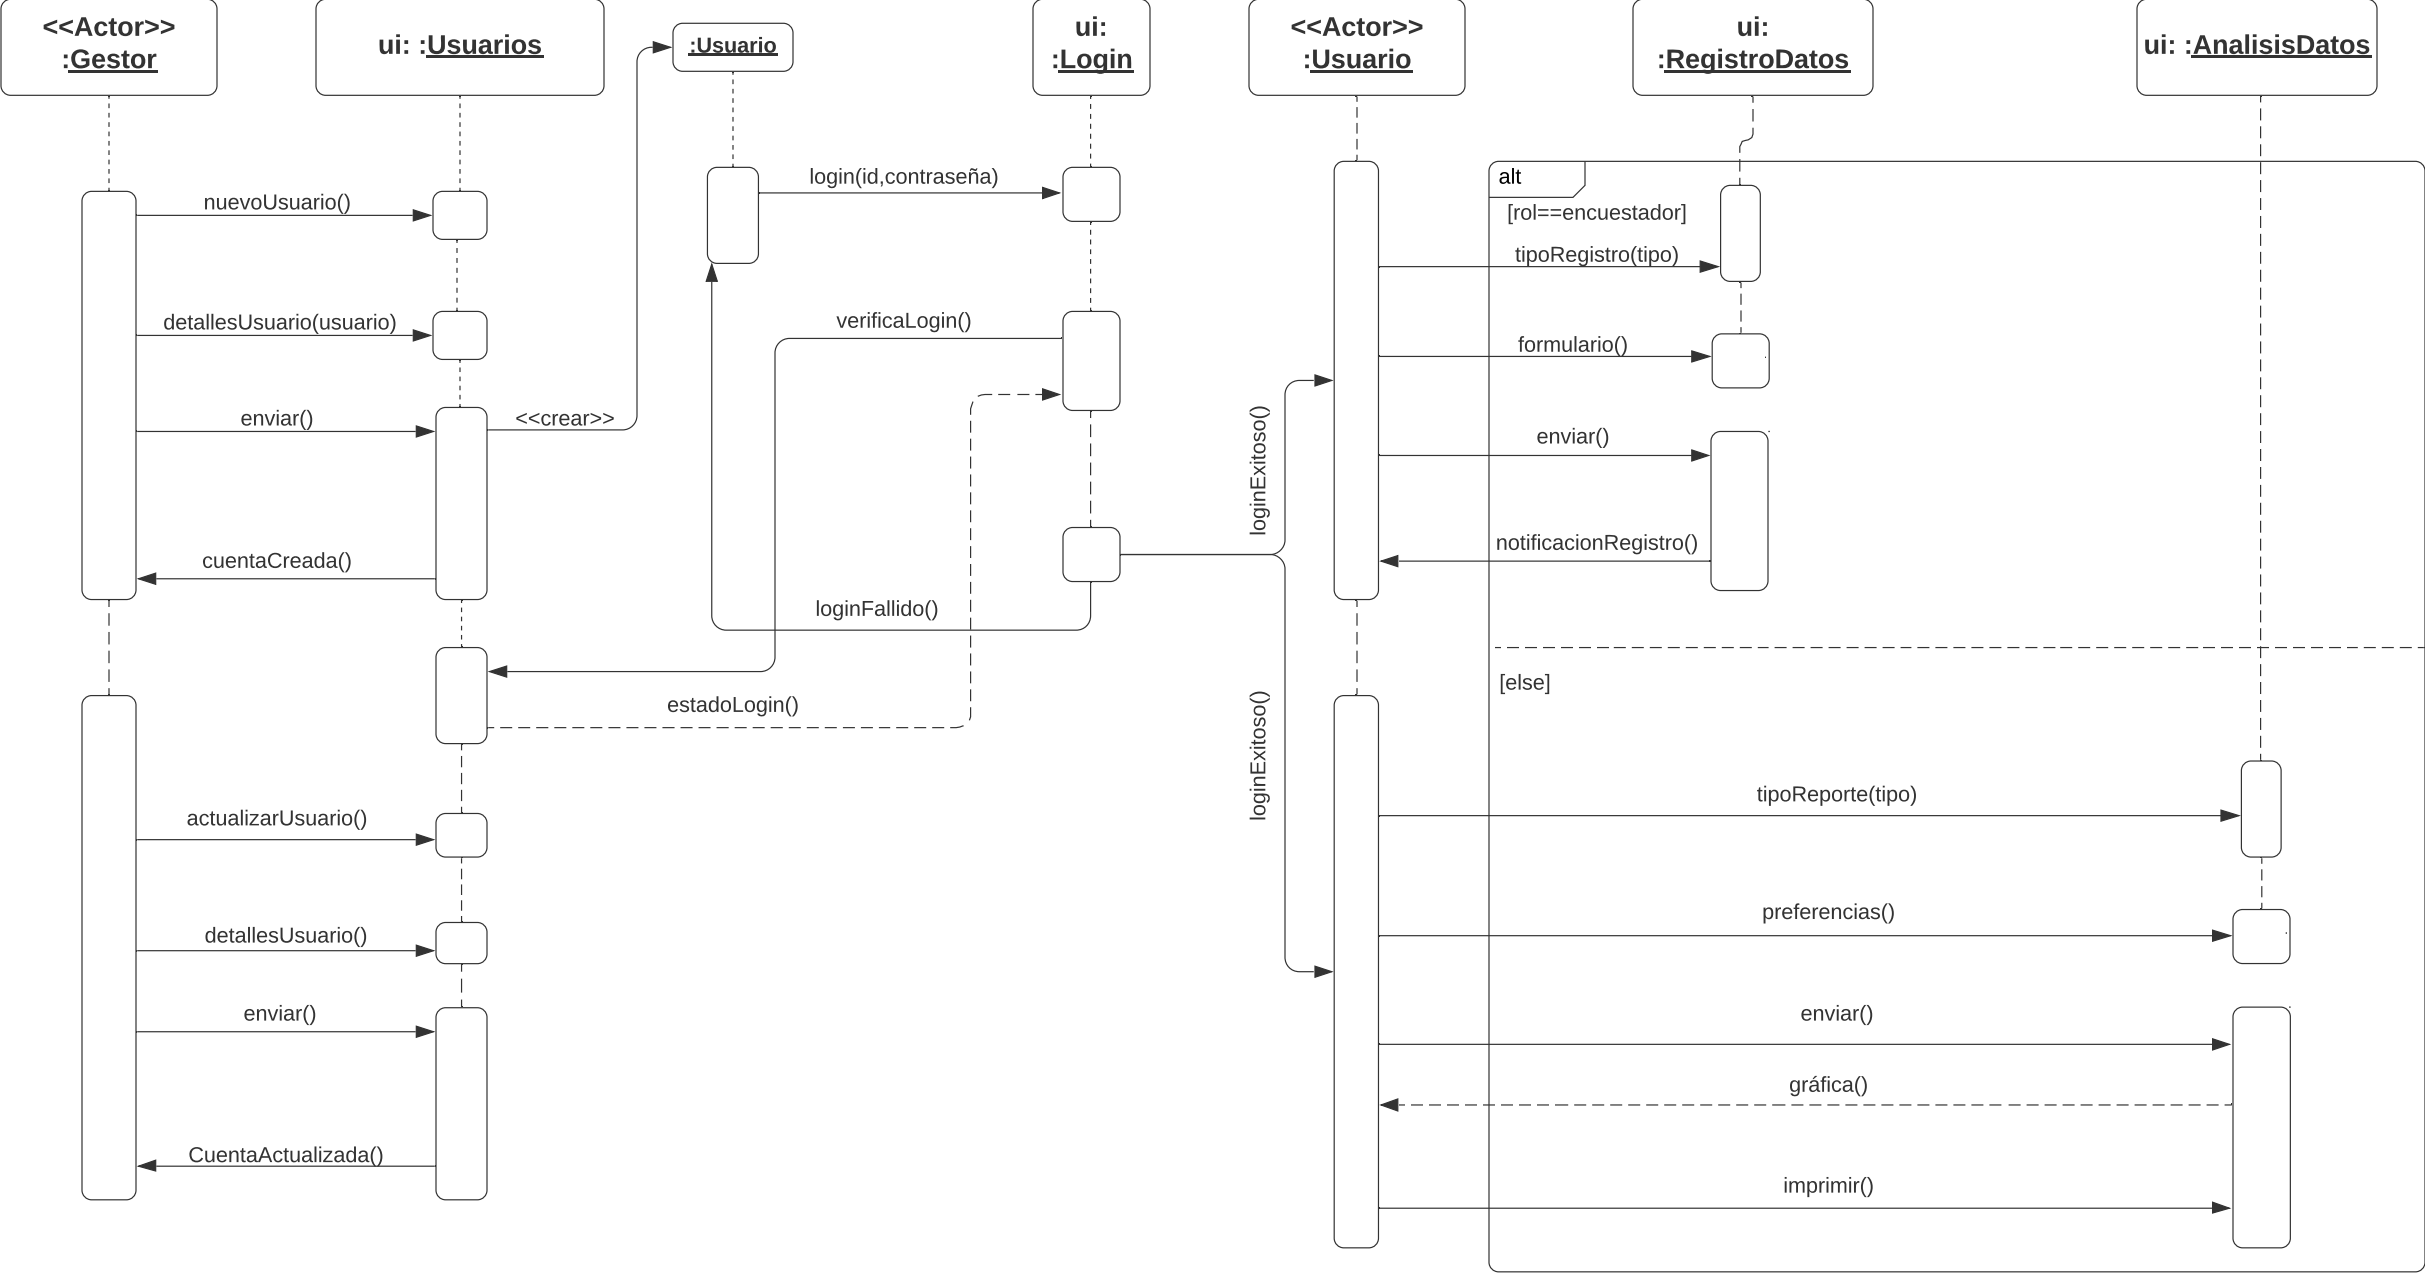 <<Actor>>
:Gestor
ui: :Usuarios
:Usuario
ui:
:Login
<<Actor>>
:Usuario
ui:
:RegistroDatos
ui: :AnalisisDatos
nuevoUsuario()
detallesUsuario(usuario)
enviar()
<<crear>>
cuentaCreada()
actualizarUsuario()
detallesUsuario()
enviar()
CuentaActualizada()
login(id,contraseña)
verificaLogin()
loginFallido()
estadoLogin()
loginExitoso()
loginExitoso()
alt
[rol==encuestador]
tipoRegistro(tipo)
formulario()
enviar()
notificacionRegistro()
[else]
tipoReporte(tipo)
preferencias()
enviar()
gráfica()
imprimir()